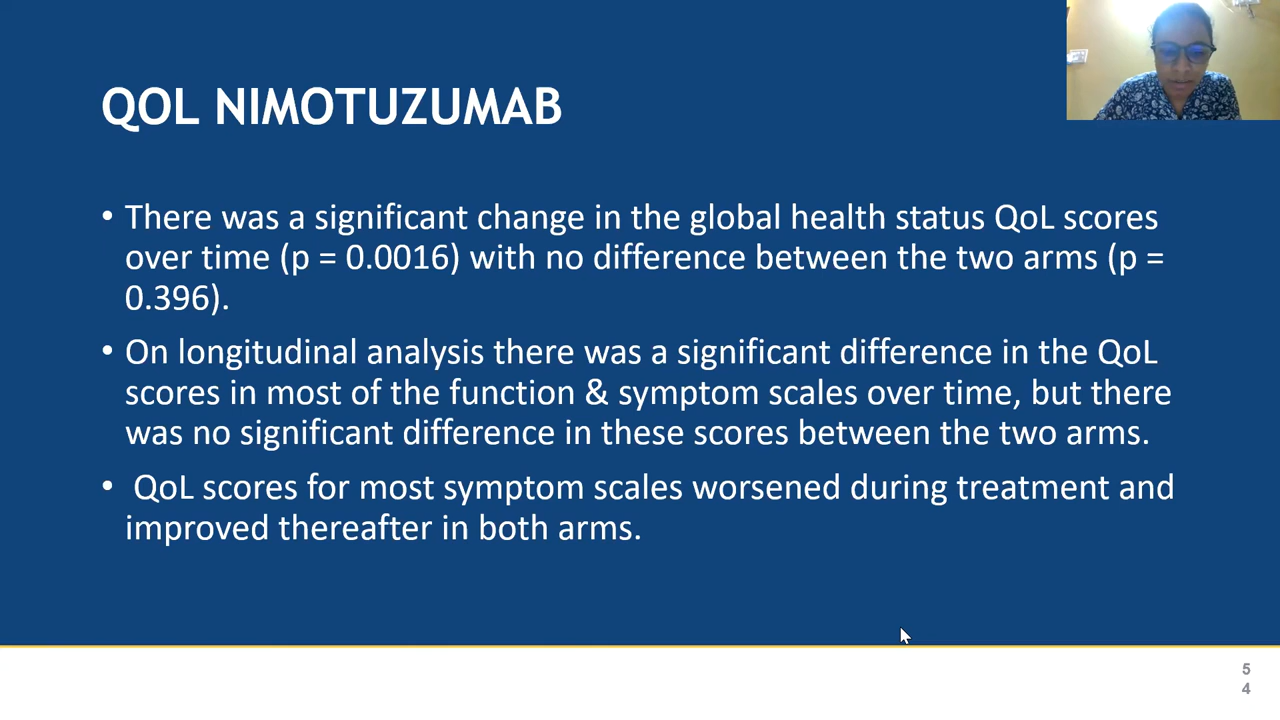 QOL NIMOTUZUMAB
• There was a significant change in the global health status QoL scores
over time (p = 0.0016) with no difference between the two arms (p =
0.396).
• On longitudinal analysis there was a significant difference in the QoL
scores in most of the function & symptom scales over time, but there
was no significant difference in these scores between the two arms.
• QoL scores for most symptom scales worsened during treatment and
improved thereafter in both arms.
5
4